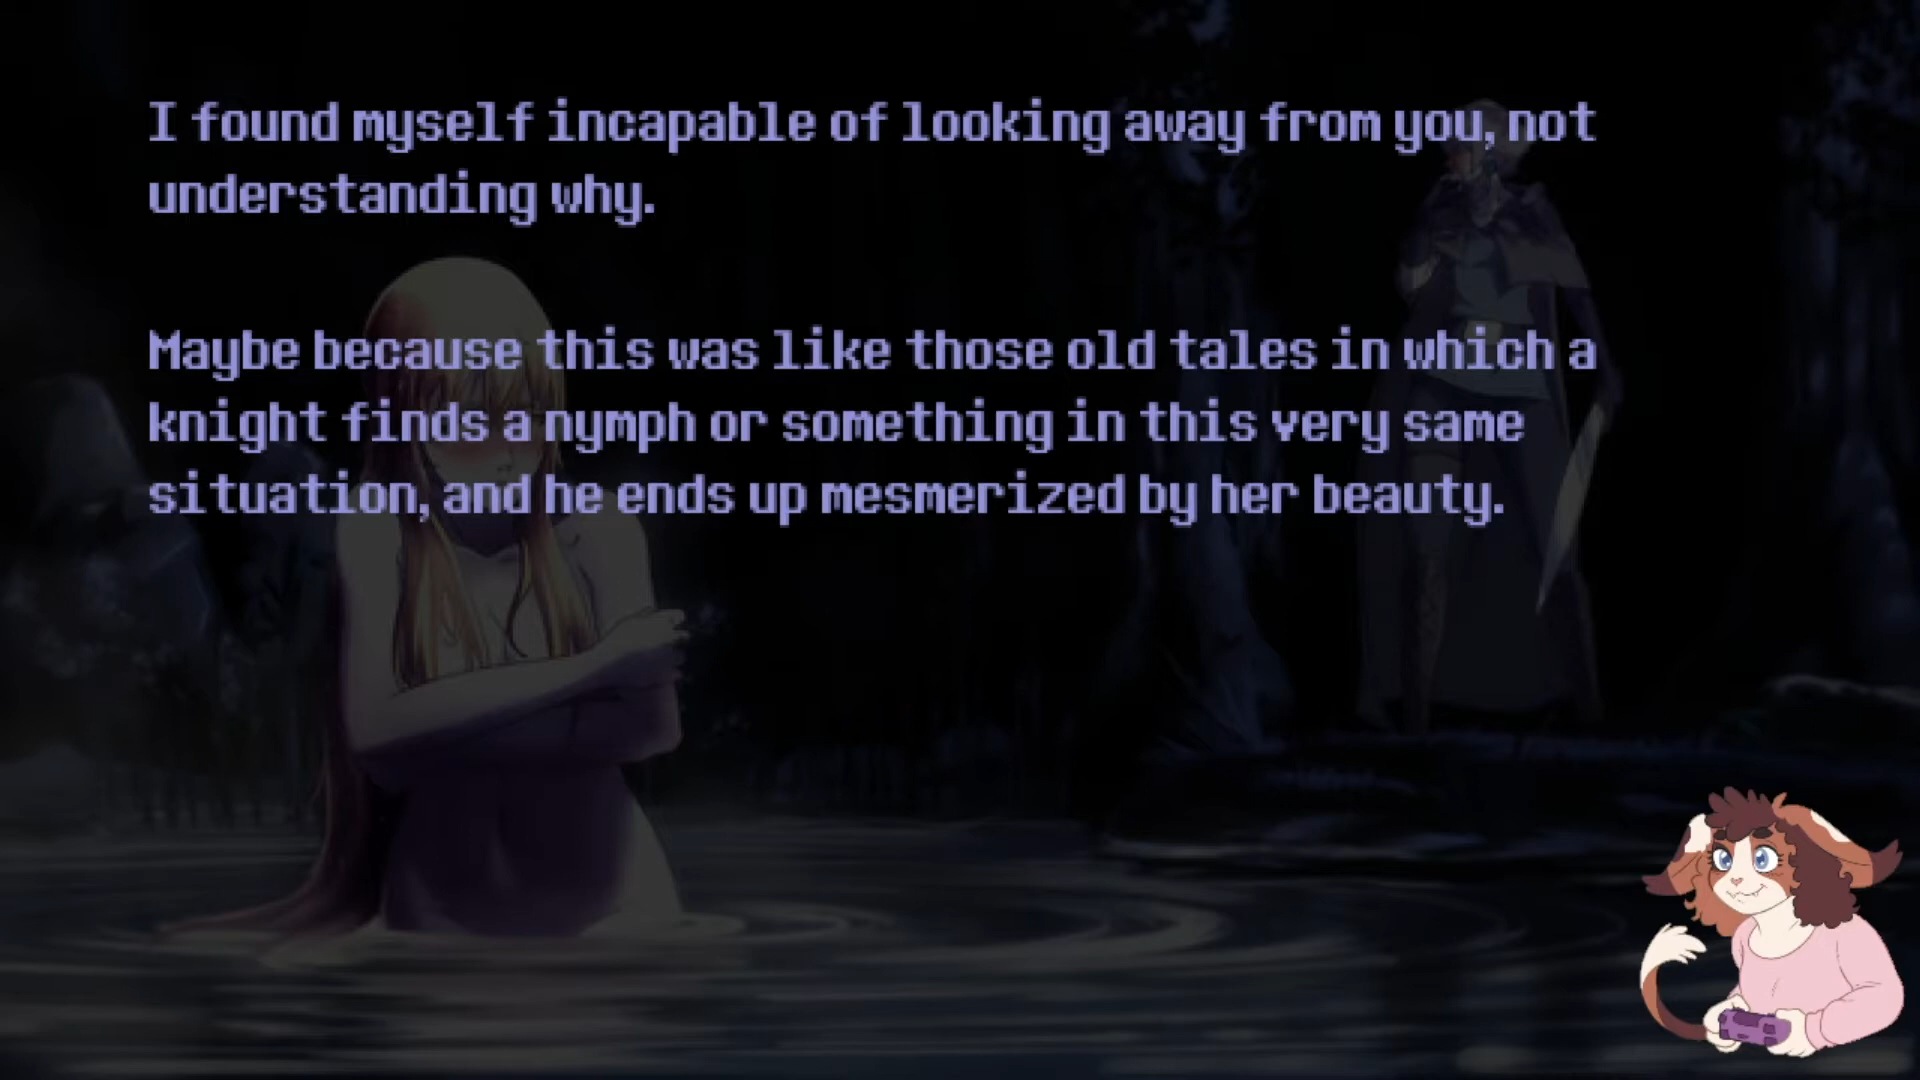 I found myself incapable of looking away from you, not
understanding why.
Maybe because this was like those old tales in which a
knight finds a nymph or something in this very same
situation, and he ends up mesmerized by her beauty.